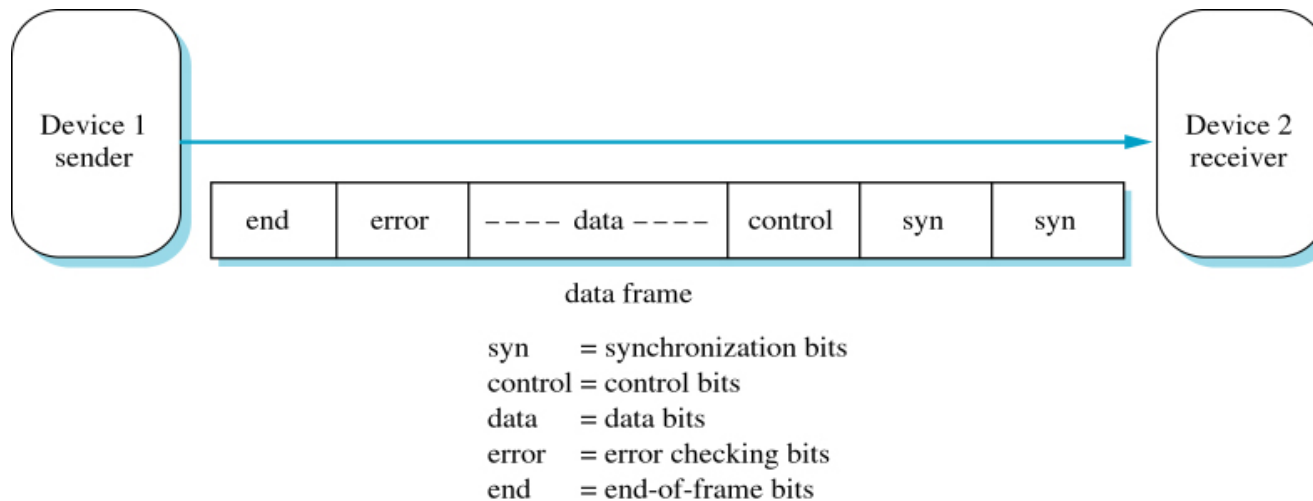 Device 1
sender
Device 2
receiver
end error –––– data –––– control syn syn
data frame
syn = synchronization bits
control = control bits
data = data bits
error = error checking bits
end = end-of-frame bits